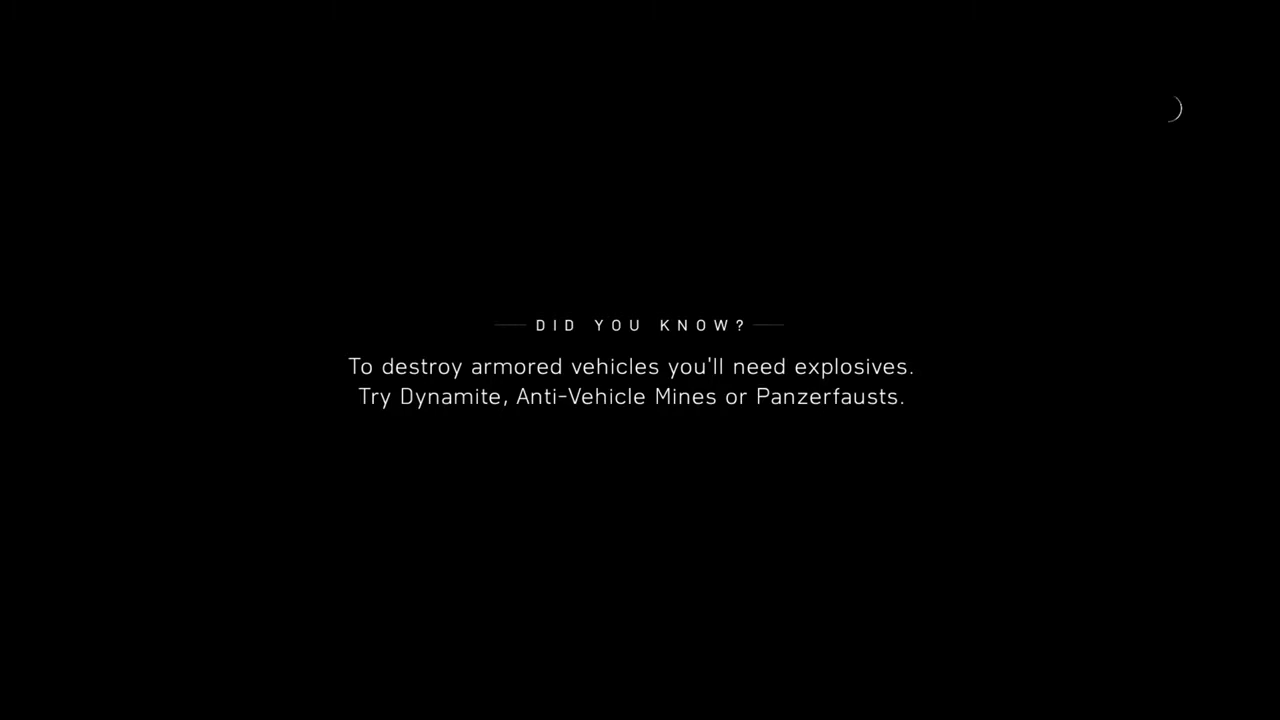 DID YOU KNOW?
To destroy armored vehicles you'll need explosives.
Try Dynamite, Anti-Vehicle Mines or Panzerfausts.